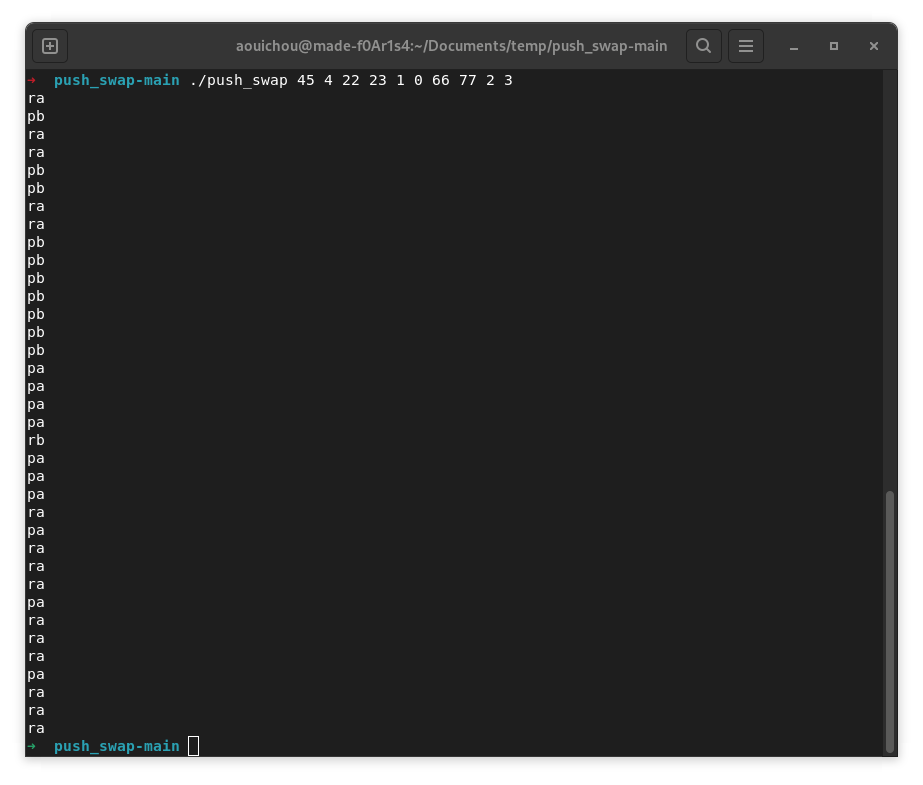 aouichou@made-f0Ar1s4:~/Documents/temp/push_swap-main
➜ push_swap-main ./push_swap 45 4 22 23 1 0 66 77 2 3
ra
pb
ra
ra
pb
pb
ra
ra
pb
pb
pb
pb
pb
pb
pb
pa
pa
pa
pa
rb
pa
pa
pa
ra
pa
ra
ra
ra
pa
ra
ra
ra
pa
ra
ra
ra
➜ push_swap-main